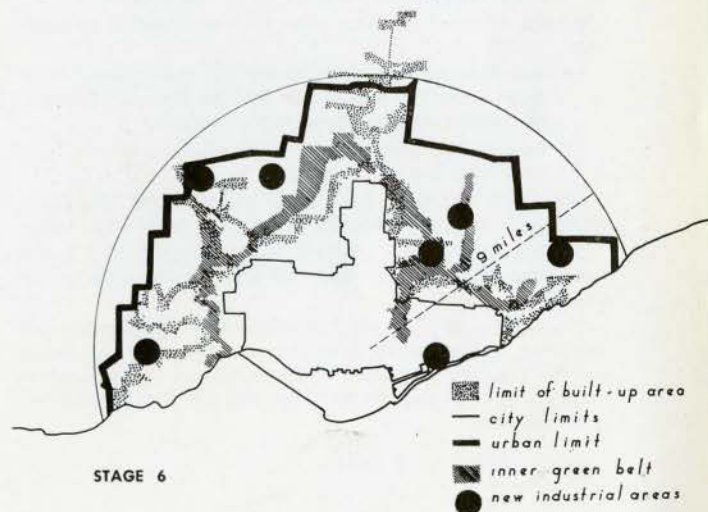 9 miles
limit of built-up area
city limits
urban limit
inner green belt
new industrial areas
STAGE 6